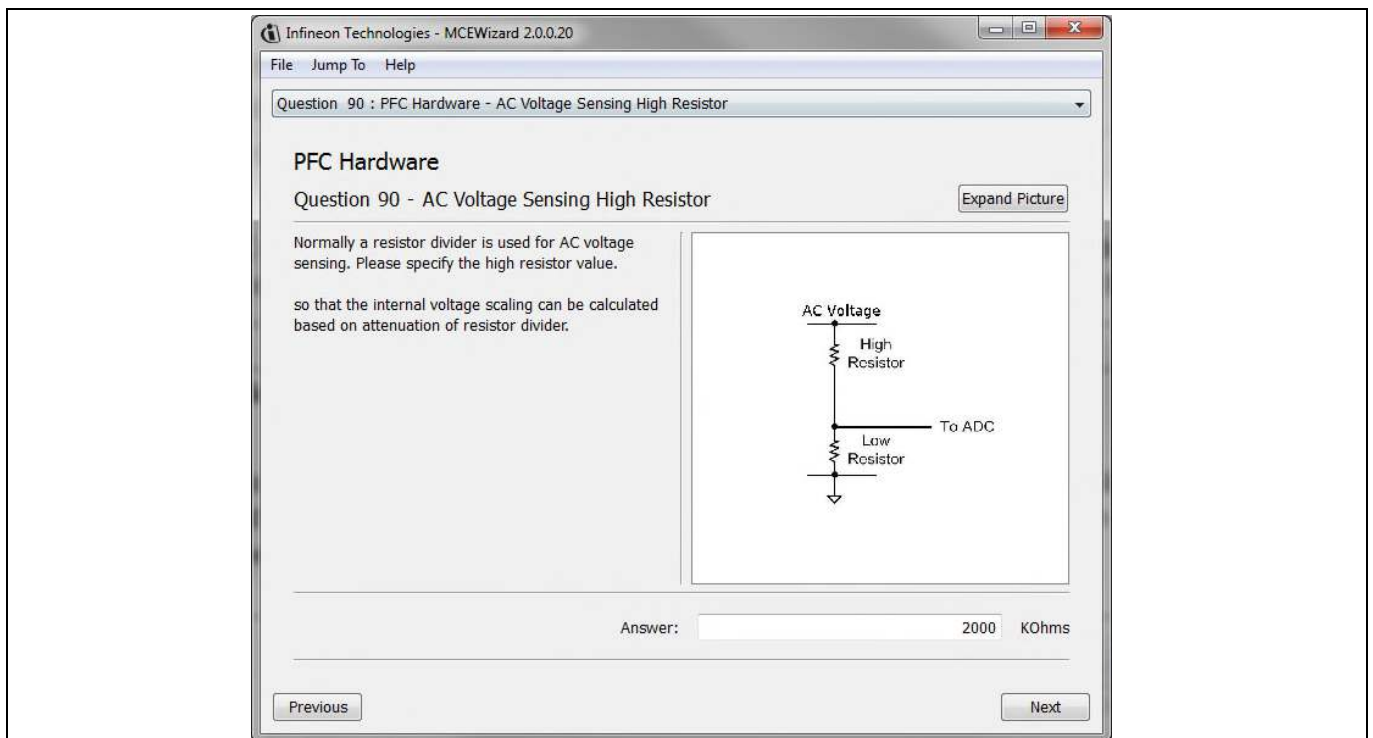 Infineon Technologies - MCEWizard 2.0.0.20
File Jump To Help
Question 90 : PFC Hardware - AC Voltage Sensing High Resistor
PFC Hardware
Question 90 - AC Voltage Sensing High Resistor
Expand Picture
Normally a resistor divider is used for AC voltage
sensing. Please specify the high resistor value.
so that the internal voltage scaling can be calculated
based on attenuation of resistor divider.
AC Voltage
High
Resistor
To ADC
Low
Resistor
Answer: 2000 KOhms
Previous Next